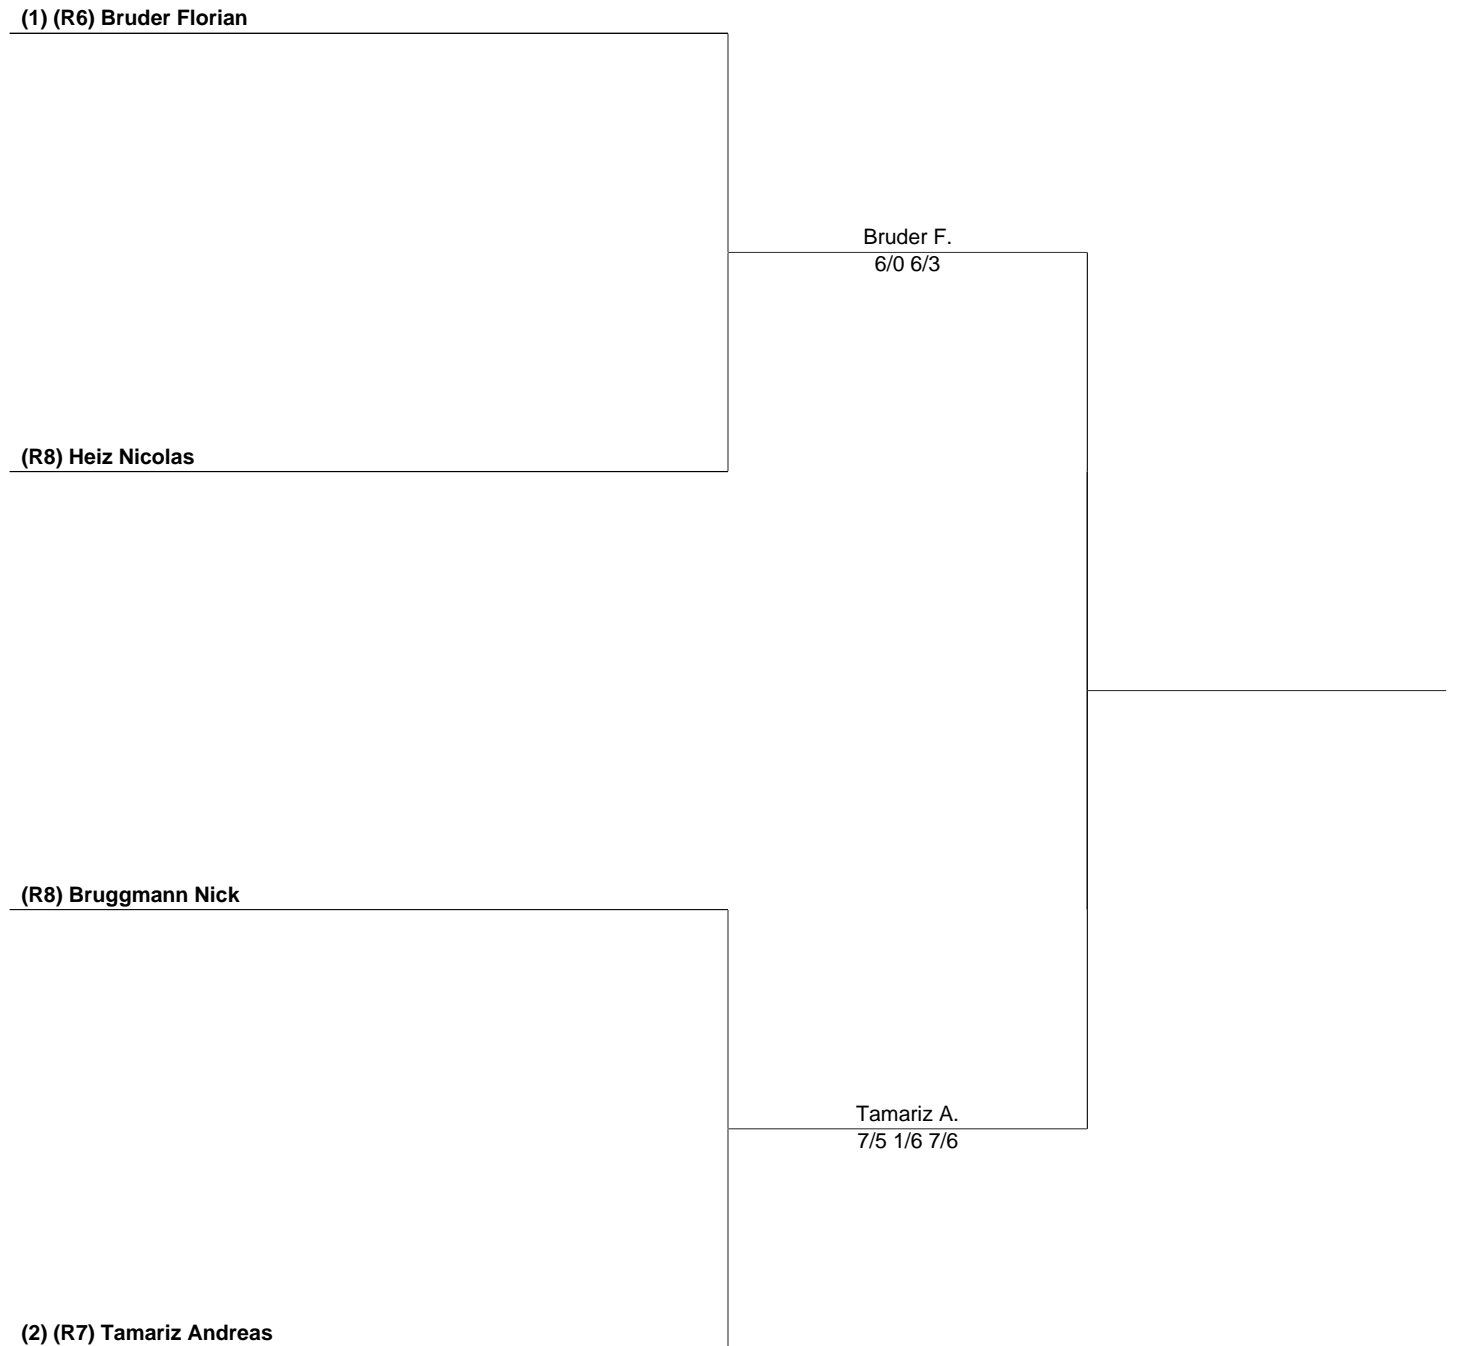 (1) (R6) Bruder Florian
Bruder F.
6/0 6/3
(R8) Heiz Nicolas
(R8) Bruggmann Nick
Tamariz A.
7/5 1/6 7/6
(2) (R7) Tamariz Andreas